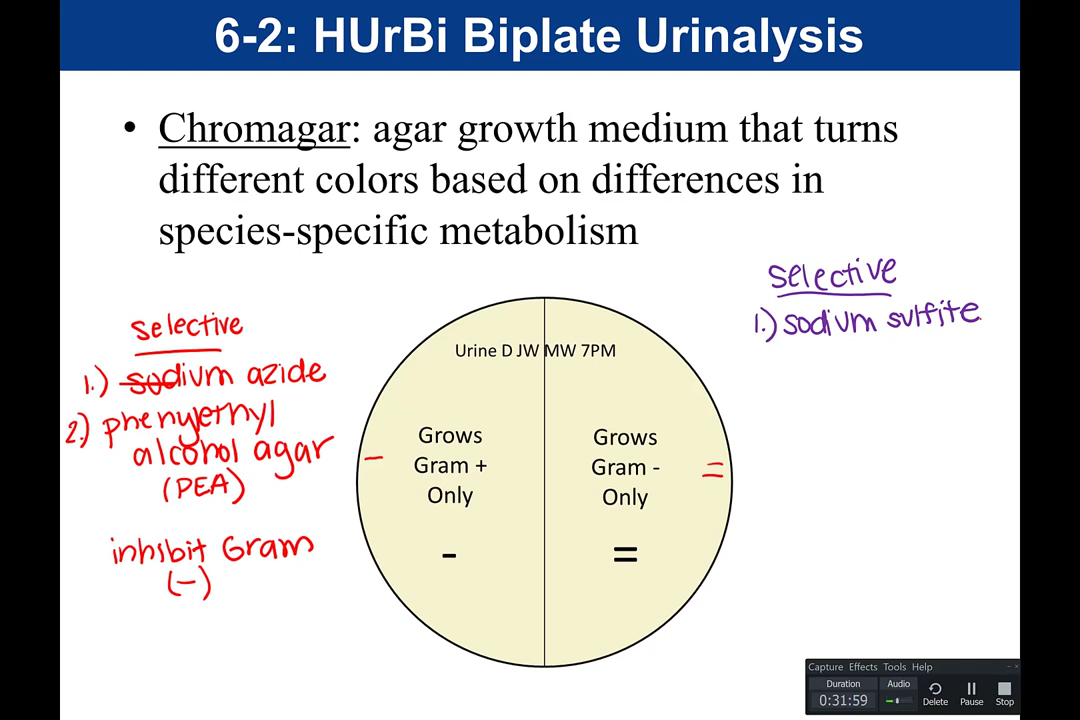 6-2: HUrBi Biplate Urinalysis
• Chromagar: agar growth medium that turns
different colors based on differences in
species-specific metabolism
selective
1.) sodium azide
2.) phenylethyl
alcohol agar
(PEA)
inhibit Gram
(-)
Urine D JW MW 7PM
Grows
Gram +
Only
-
-
Grows
Gram -
Only
=
=
selective
1.) sodium sulfite
Capture Effects Tools Help
Duration
0:31:59
Audio
Delete
Pause
Stop